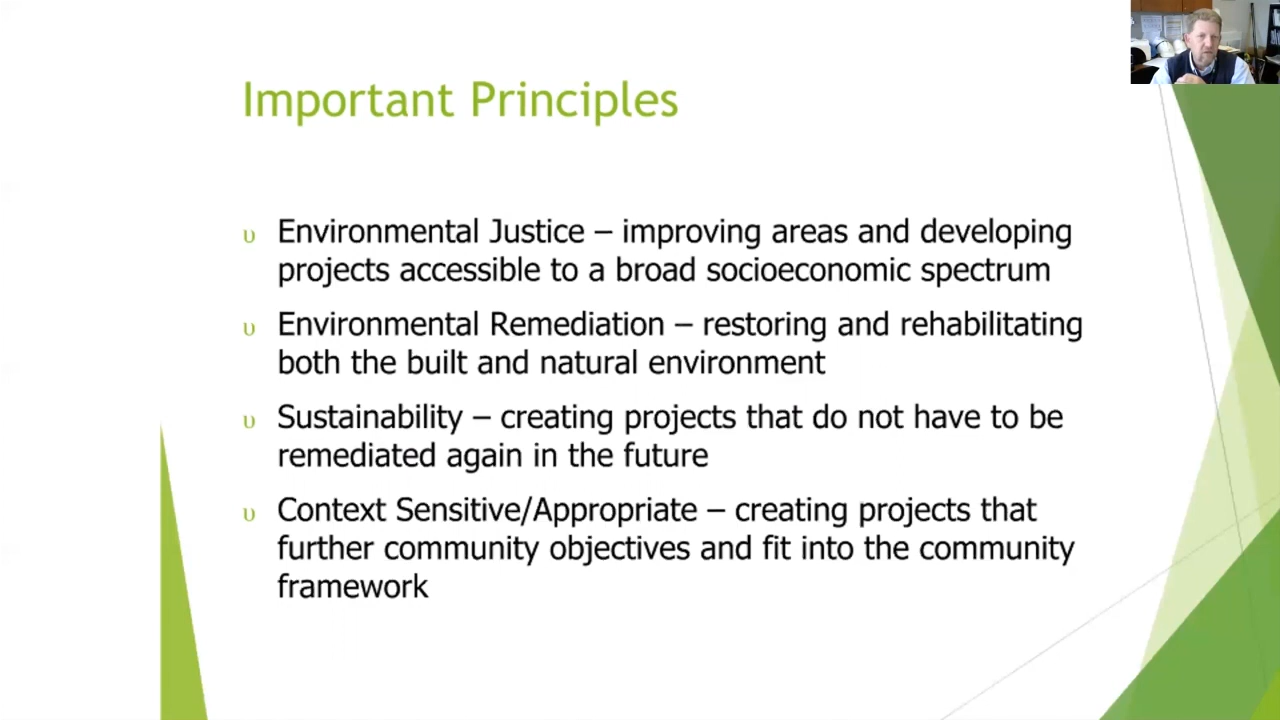 Important Principles
υ Environmental Justice – improving areas and developing
projects accessible to a broad socioeconomic spectrum
υ Environmental Remediation – restoring and rehabilitating
both the built and natural environment
υ Sustainability – creating projects that do not have to be
remediated again in the future
υ Context Sensitive/Appropriate – creating projects that
further community objectives and fit into the community
framework